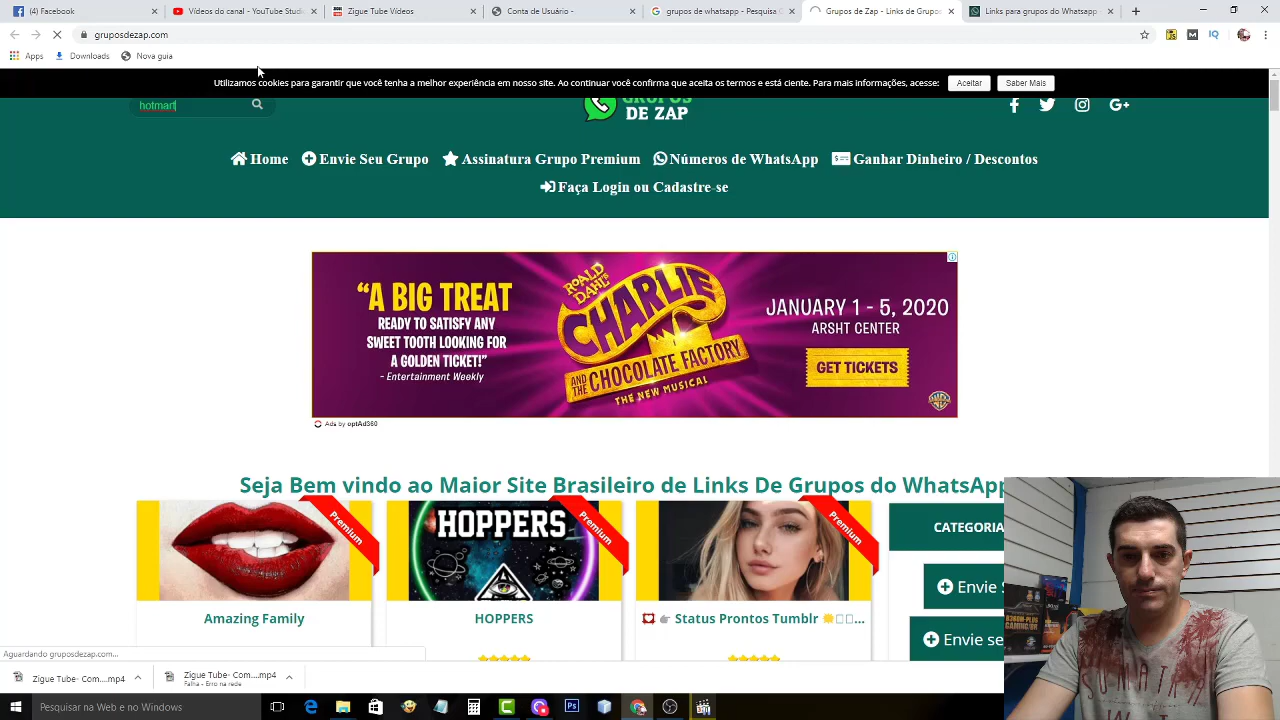 (4) Facebook
Vídeos do canal - YouTube Studi
Zigue Tube Vídeos
Conta de Usuário -
grupos de whatsapp - Pesquisa G
Grupos de Zap - Links de Grupos
Links para grupos do whatsapp
gruposdezap.com
Apps
Downloads
Nova guia
Utilizamos cookies para garantir que você tenha a melhor experiência em nosso site. Ao continuar você confirma que aceita os termos e está ciente. Para mais informações, acesse:
Aceitar
Saber Mais
hotmart
GRUPOS
DE ZAP
Home
Envie Seu Grupo
Assinatura Grupo Premium
Números de WhatsApp
Ganhar Dinheiro / Descontos
Faça Login ou Cadastre-se
“A BIG TREAT
READY TO SATISFY ANY
SWEET TOOTH LOOKING FOR
A GOLDEN TICKET!”
- Entertainment Weekly
ROALD
DAHL'S
CHARLIE
AND THE CHOCOLATE FACTORY
THE NEW MUSICAL
JANUARY 1 - 5, 2020
ARSHT CENTER
GET TICKETS
Ads by optAd360
Seja Bem vindo ao Maior Site Brasileiro de Links De Grupos do WhatsApp
Premium
HOPPERS
Premium
Premium
CATEGORIA
Envie S
Envie se
Amazing Family
HOPPERS
Status Prontos Tumblr
Aguardando gruposdezap.com...
Zigue Tube- Com....mp4
Zigue Tube- Com....mp4
Falha - Erro na rede
Pesquisar na Web e no Windows
SONATRA